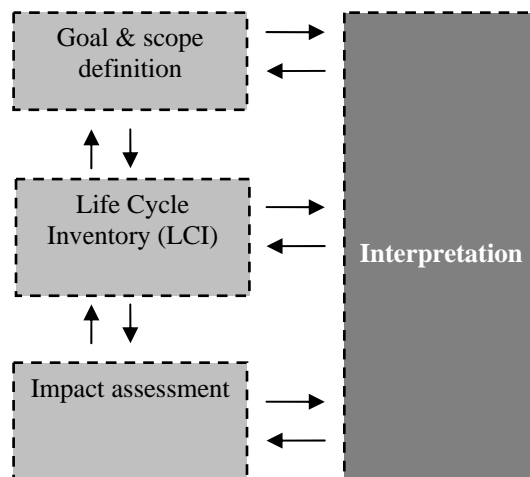 Goal & scope
definition
Life Cycle
Inventory (LCI)
Interpretation
Impact assessment